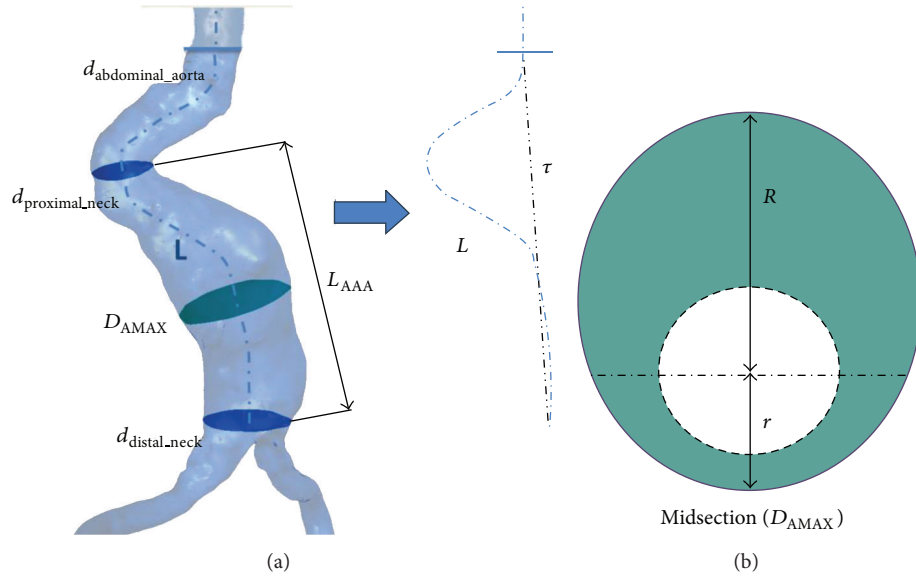 d_abdominal_aorta
d_proximal_neck
L
D_AMAX
L_AAA
d_distal_neck
(a)
τ
L
R
r
Midsection (D_AMAX)
(b)